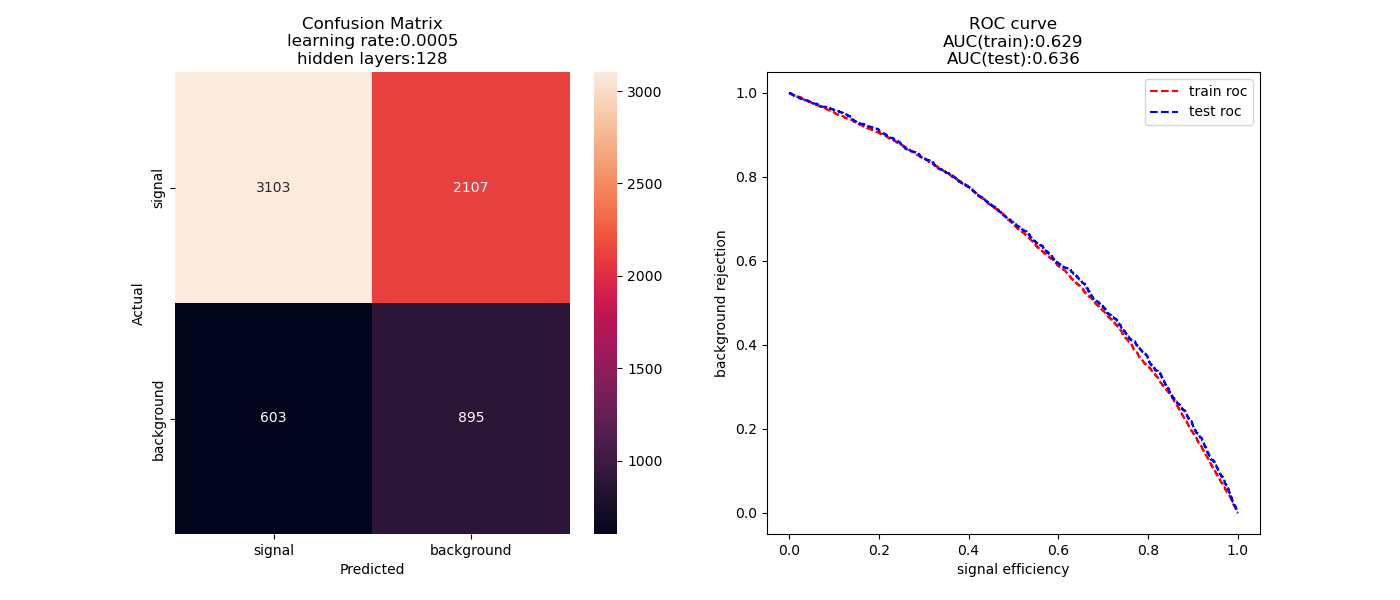 Confusion Matrix
learning rate:0.0005
hidden layers:128
signal
background
Actual
3103
2107
603
895
signal
background
Predicted
3000
2500
2000
1500
1000
ROC curve
AUC(train):0.629
AUC(test):0.636
train roc
test roc
1.0
0.8
0.6
0.4
0.2
0.0
background rejection
0.0
0.2
0.4
0.6
0.8
1.0
signal efficiency